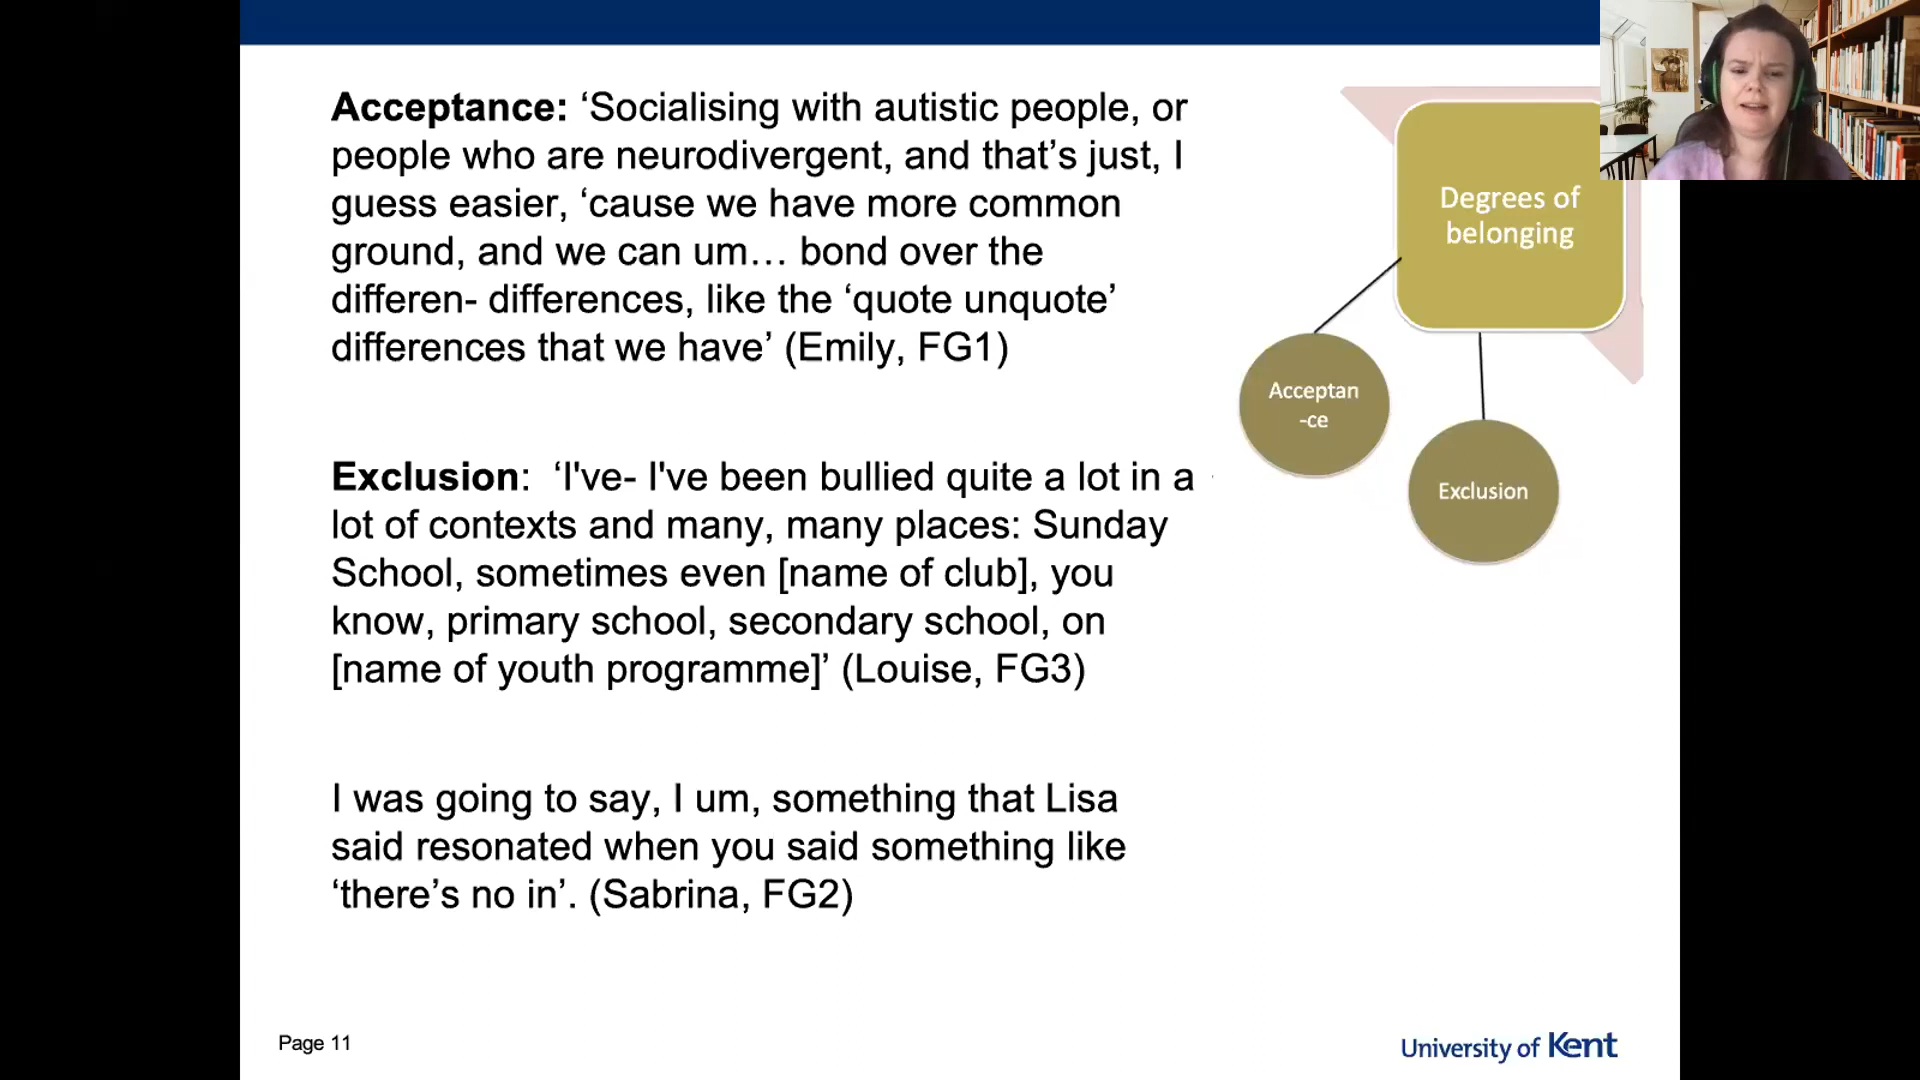 Acceptance: ‘Socialising with autistic people, or
people who are neurodivergent, and that’s just, I
guess easier, ‘cause we have more common
ground, and we can um… bond over the
differen- differences, like the ‘quote unquote’
differences that we have’ (Emily, FG1)
Exclusion:  ‘I've- I've been bullied quite a lot in a
lot of contexts and many, many places: Sunday
School, sometimes even [name of club], you
know, primary school, secondary school, on
[name of youth programme]’ (Louise, FG3)
I was going to say, I um, something that Lisa
said resonated when you said something like
‘there’s no in’. (Sabrina, FG2)
Degrees of
belonging
Acceptan
-ce
Exclusion
Page 11
University of Kent